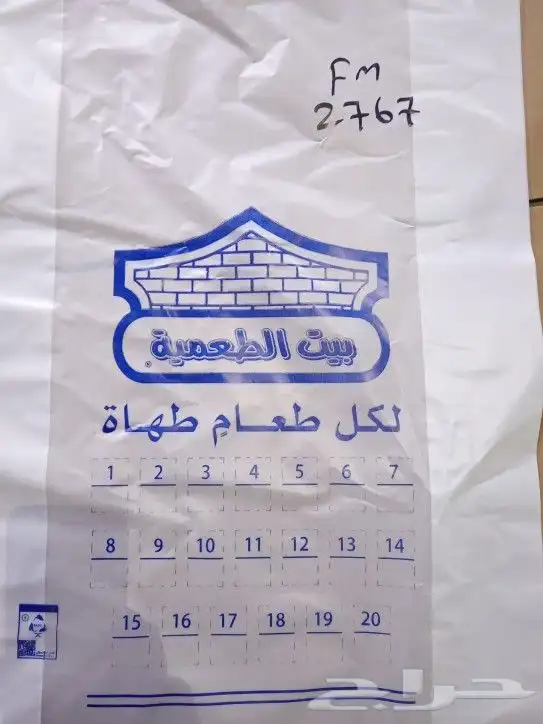 FM
2.767
بيت الطعمية
لكل طعام طهاة
1 2 3 4 5 6 7
8 9 10 11 12 13 14
15 16 17 18 19 20
حراج